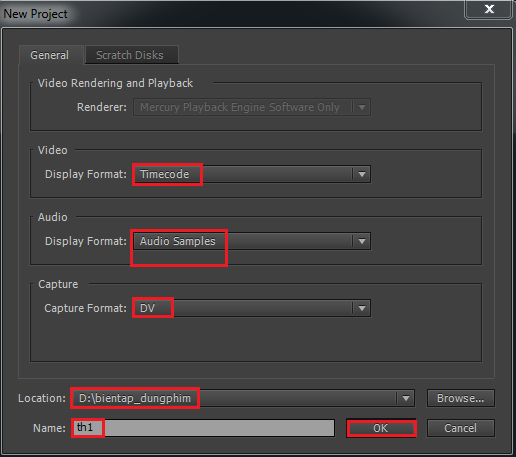 New Project
General Scratch Disks
Video Rendering and Playback
Renderer: Mercury Playback Engine Software Only
Video
Display Format: Timecode
Audio
Display Format: Audio Samples
Capture
Capture Format: DV
Location: D:\bientap_dungphim Browse...
Name: th1 OK Cancel